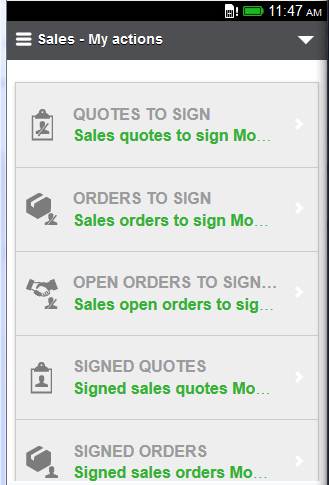 11:47 AM
Sales - My actions
QUOTES TO SIGN
Sales quotes to sign Mo...
ORDERS TO SIGN
Sales orders to sign Mo...
OPEN ORDERS TO SIGN...
Sales open orders to sig...
SIGNED QUOTES
Signed sales quotes Mo...
SIGNED ORDERS
Signed sales orders Mo...